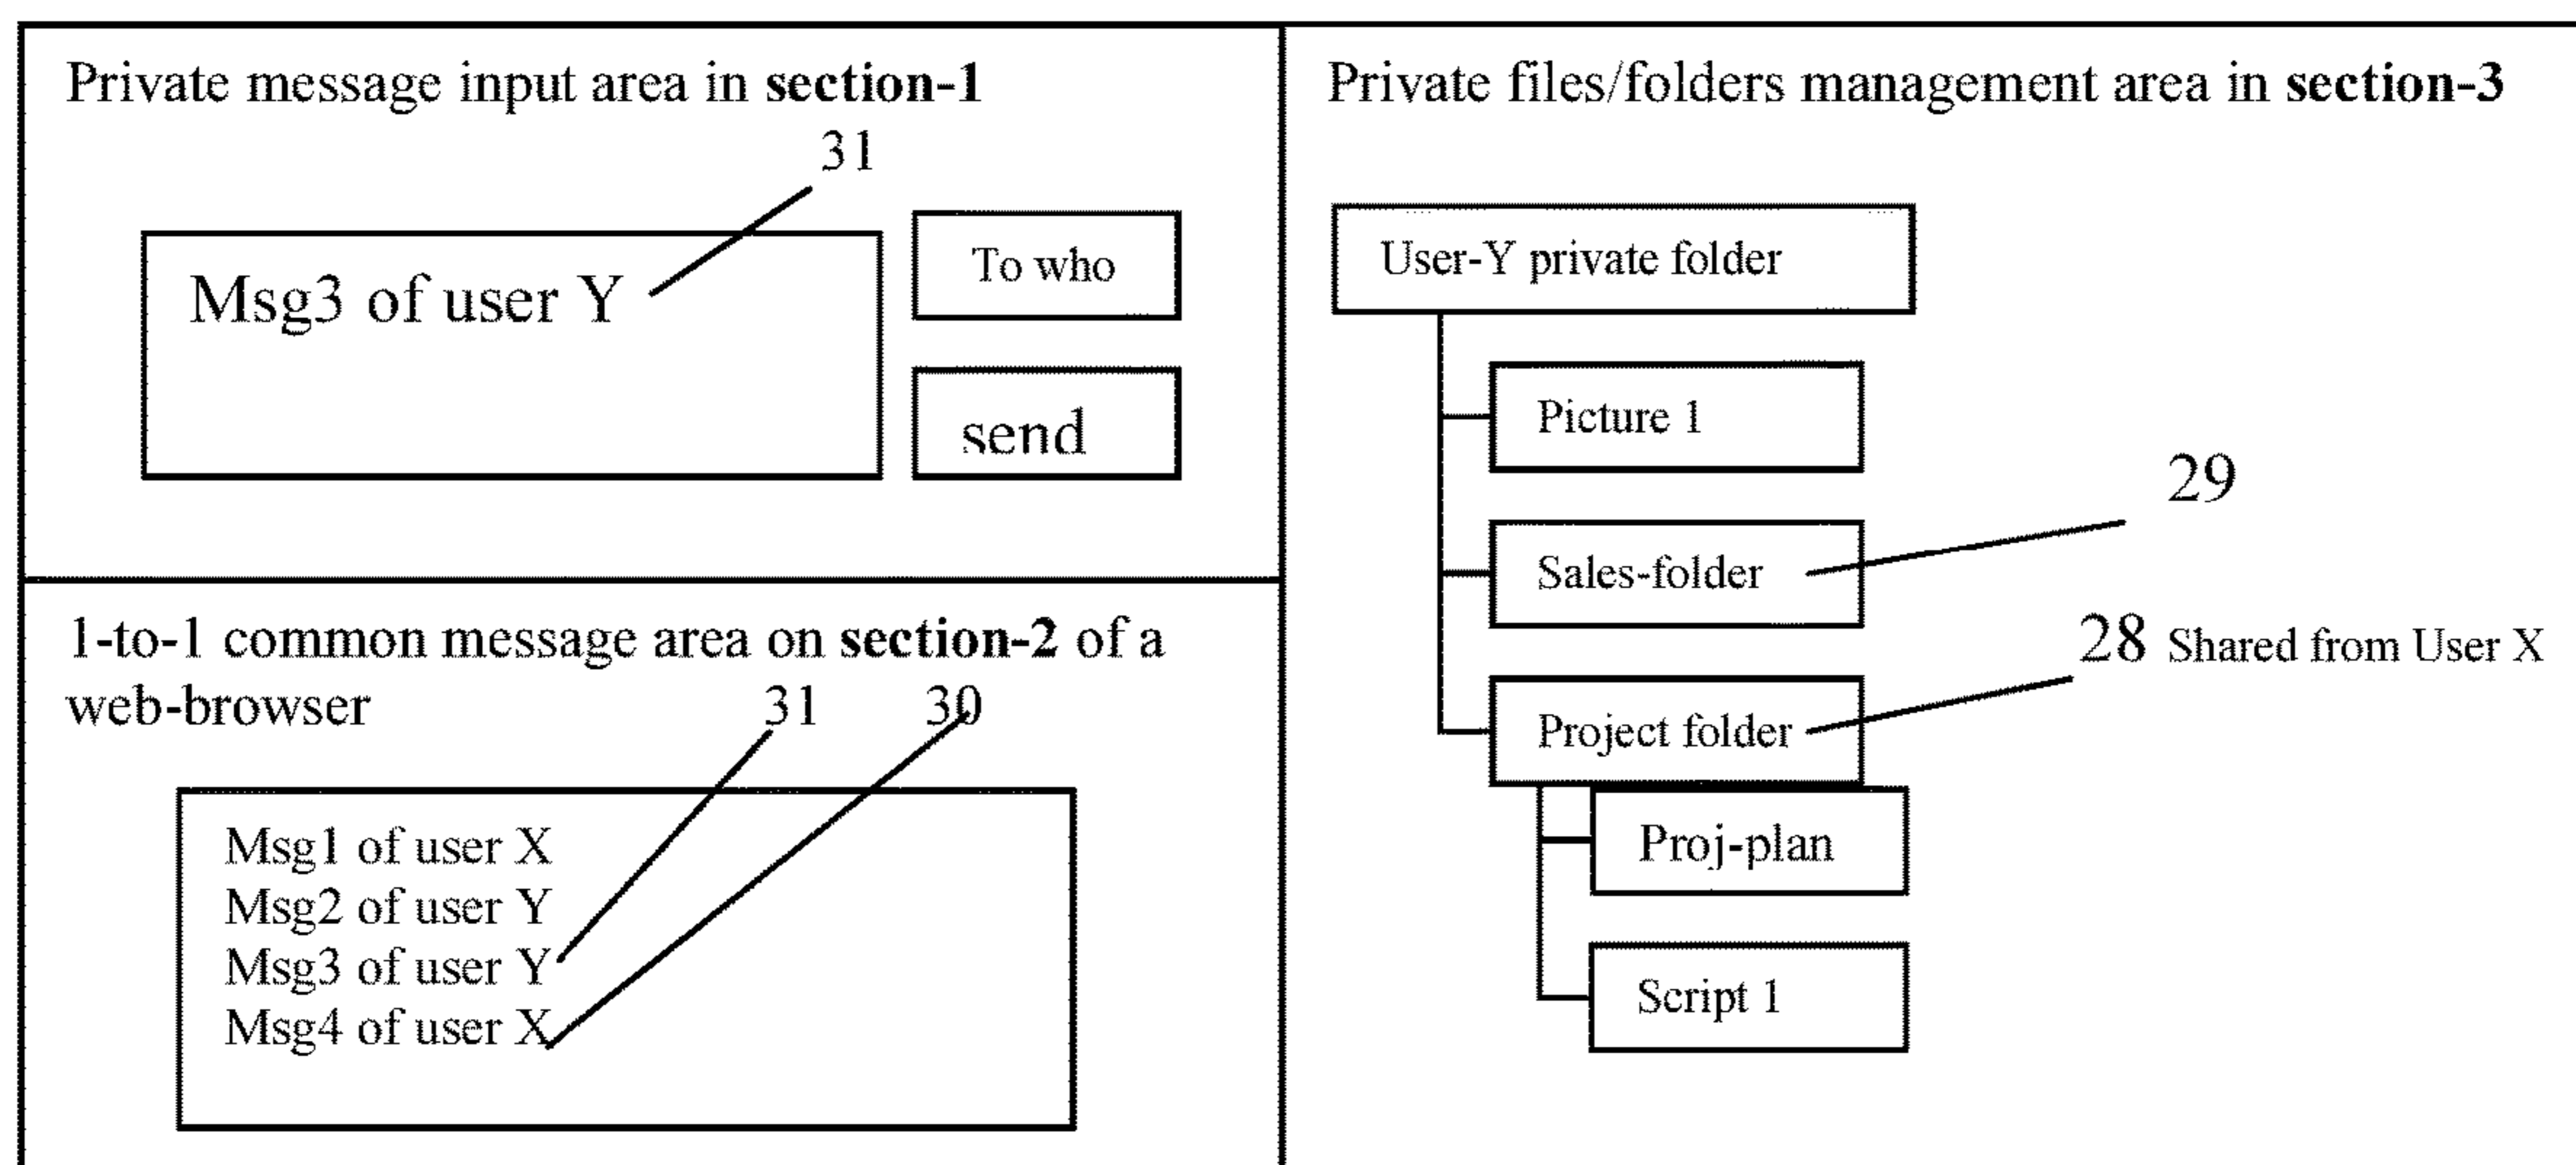 Private message input area in section-1
31
Msg3 of user Y
To who
send
1-to-1 common message area on section-2 of a
web-browser
31
30
Msg1 of user X
Msg2 of user Y
Msg3 of user Y
Msg4 of user X
Private files/folders management area in section-3
User-Y private folder
Picture 1
29
Sales-folder
28 Shared from User X
Project folder
Proj-plan
Script 1